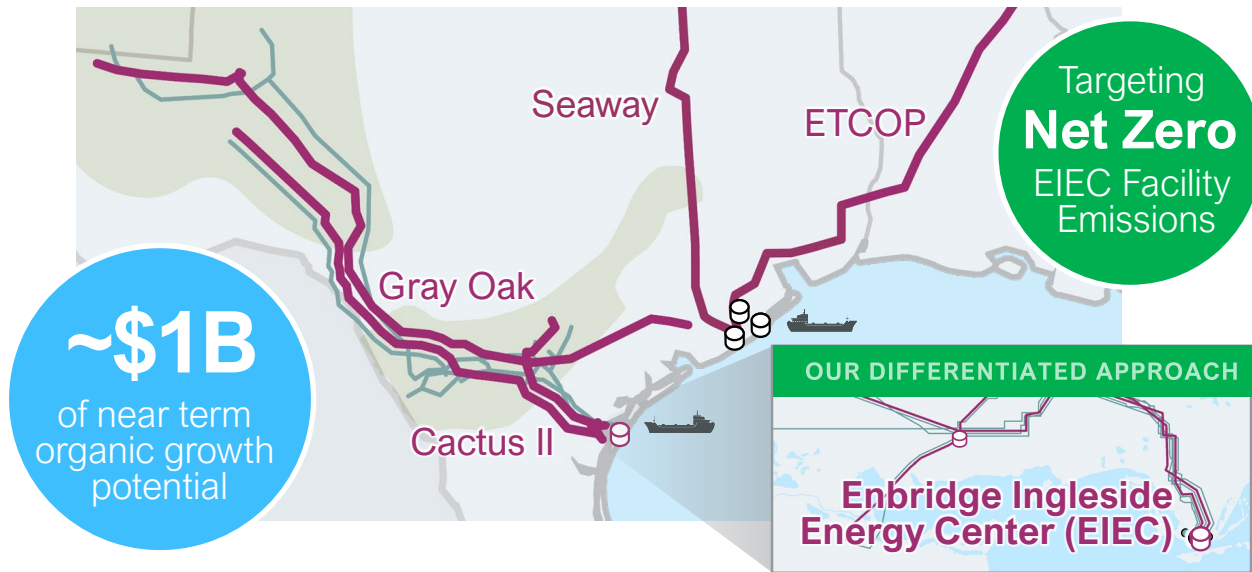 Seaway
ETCOP
Targeting
Net Zero
EIEC Facility
Emissions
Gray Oak
~$1B
of near term
organic growth
potential
Cactus II
OUR DIFFERENTIATED APPROACH
Enbridge Ingleside
Energy Center (EIEC)